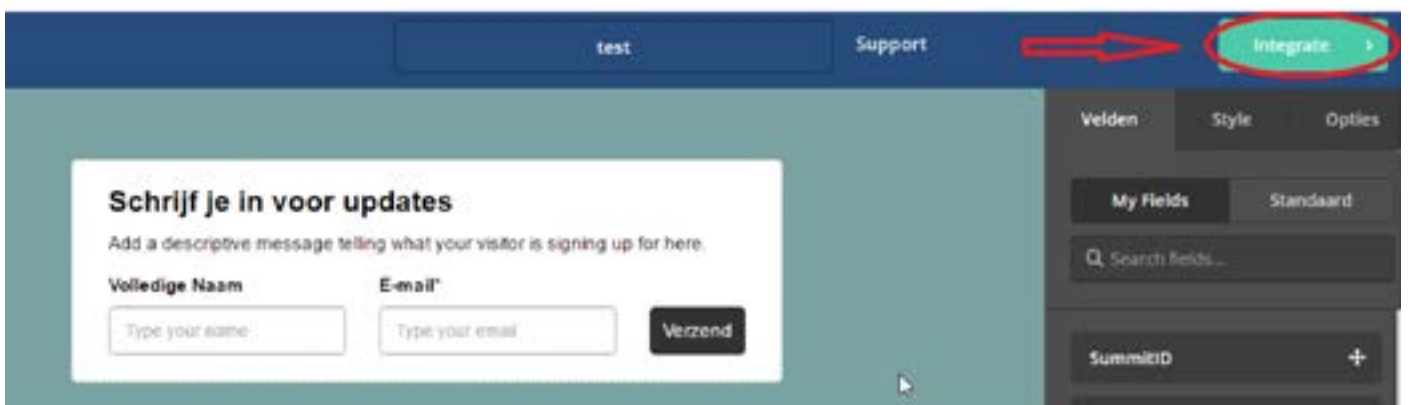 test
Support
Integrate
Velden
Style
Opties
Schrijf je in voor updates
My Fields
Standaard
Add a descriptive message telling what your visitor is signing up for here.
Search fields...
Volledige Naam
E-mail*
Type your name
Type your email
Verzend
SummitID